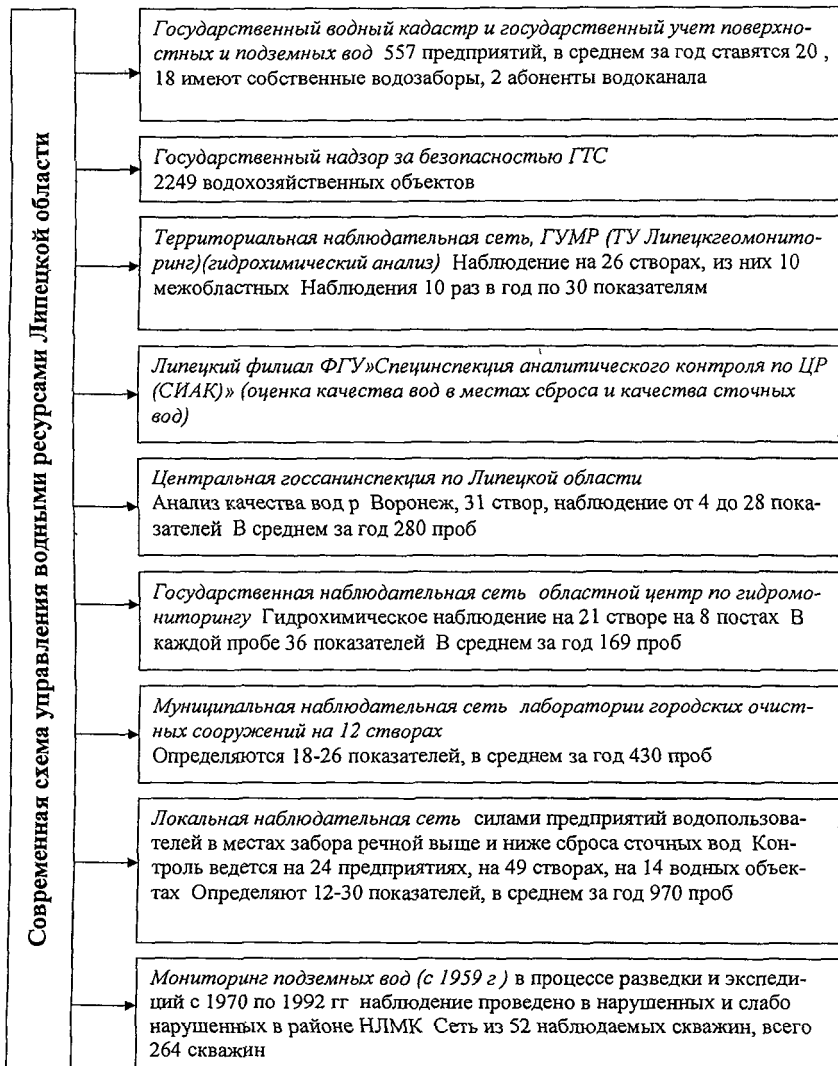 Современная схема управления водными ресурсами Липецкой области
Государственный водный кадастр и государственный учет поверхно-
стных и подземных вод 557 предприятий, в среднем за год ставятся 20 ,
18 имеют собственные водозаборы, 2 абоненты водоканала
Государственный надзор за безопасностью ГТС
2249 водохозяйственных объектов
Территориальная наблюдательная сеть, ГУМР (ТУ Липецкгеомонито-
ринг)(гидрохимический анализ) Наблюдение на 26 створах, из них 10
межобластных Наблюдения 10 раз в год по 30 показателям
Липецкий филиал ФГУ»Специнспекция аналитического контроля по ЦР
(СИАК)» (оценка качества вод в местах сброса и качества сточных
вод)
Центральная госсанинспекция по Липецкой области
Анализ качества вод р Воронеж, 31 створ, наблюдение от 4 до 28 пока-
зателей В среднем за год 280 проб
Государственная наблюдательная сеть областной центр по гидромо-
ниторингу Гидрохимическое наблюдение на 21 створе на 8 постах В
каждой пробе 36 показателей В среднем за год 169 проб
Муниципальная наблюдательная сеть лаборатории городских очист-
ных сооружений на 12 створах
Определяются 18-26 показателей, в среднем за год 430 проб
Локальная наблюдательная сеть силами предприятий водопользова-
телей в местах забора речной выше и ниже сброса сточных вод Кон-
троль ведется на 24 предприятиях, на 49 створах, на 14 водных объек-
тах Определяют 12-30 показателей, в среднем за год 970 проб
Мониторинг подземных вод (с 1959 г ) в процессе разведки и экспеди-
ций с 1970 по 1992 гг наблюдение проведено в нарушенных и слабо
нарушенных в районе НЛМК Сеть из 52 наблюдаемых скважин, всего
264 скважин